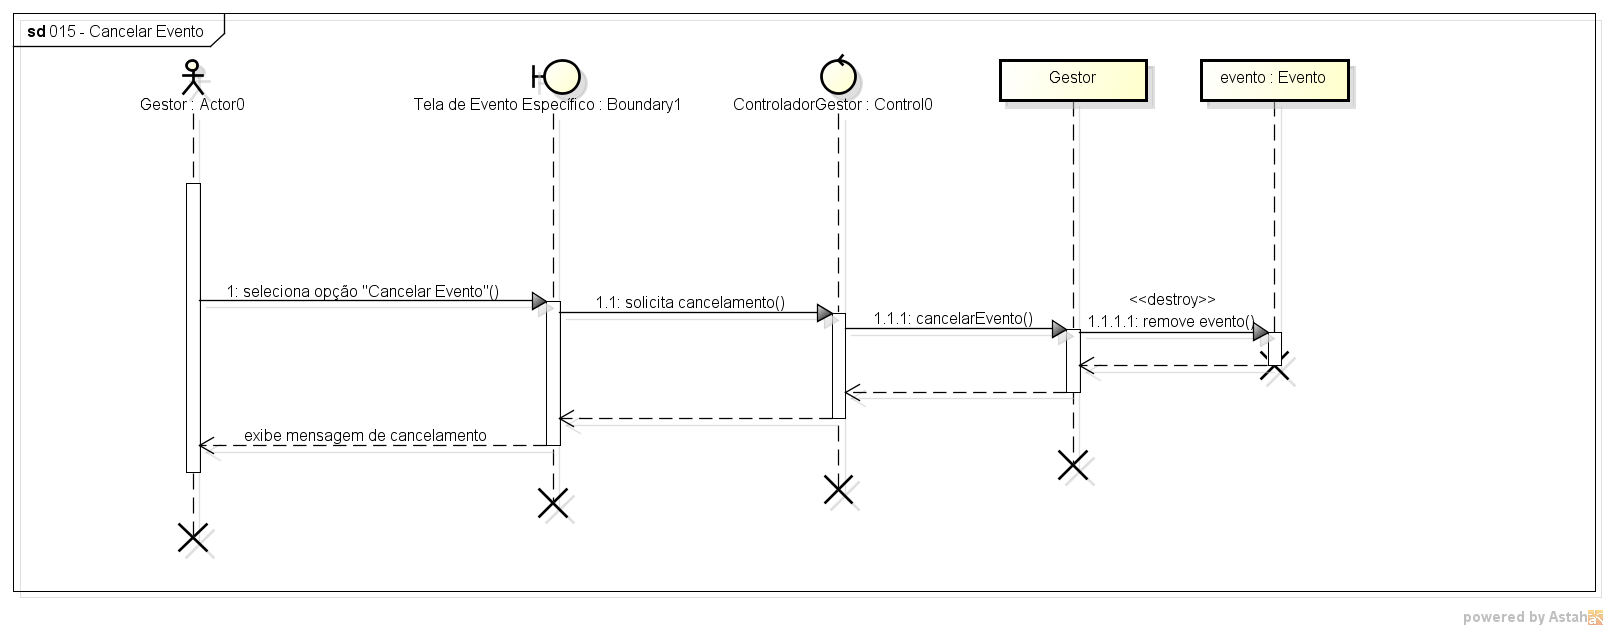 sd 015 - Cancelar Evento
Gestor : Actor0
Tela de Evento Específico : Boundary1
ControladorGestor : Control0
Gestor
evento : Evento
1: seleciona opção "Cancelar Evento"()
1.1: solicita cancelamento()
1.1.1: cancelarEvento()
<<destroy>>
1.1.1.1: remove evento()
exibe mensagem de cancelamento
powered by Astah